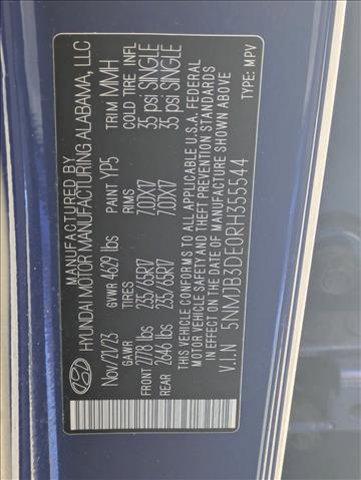 MANUFACTURED BY
HYUNDAI MOTOR MANUFACTURING ALABAMA, LLC
Nov/21/23 GVWR 4629 lbs PAINT YP5 TRIM MMH
GAWR TIRES RIMS COLD TIRE INFL
FRONT 2778 lbs 235/65R17 7.0JX17 35 psi, SINGLE
REAR 2646 lbs 235/65R17 7.0JX17 35 psi, SINGLE
THIS VEHICLE CONFORMS TO ALL APPLICABLE U.S.A. FEDERAL
MOTOR VEHICLE SAFETY AND THEFT PREVENTION STANDARDS
IN EFFECT ON THE DATE OF MANUFACTURE SHOWN ABOVE.
V.I.N 5NMJB3DE0RH355544 TYPE: MPV